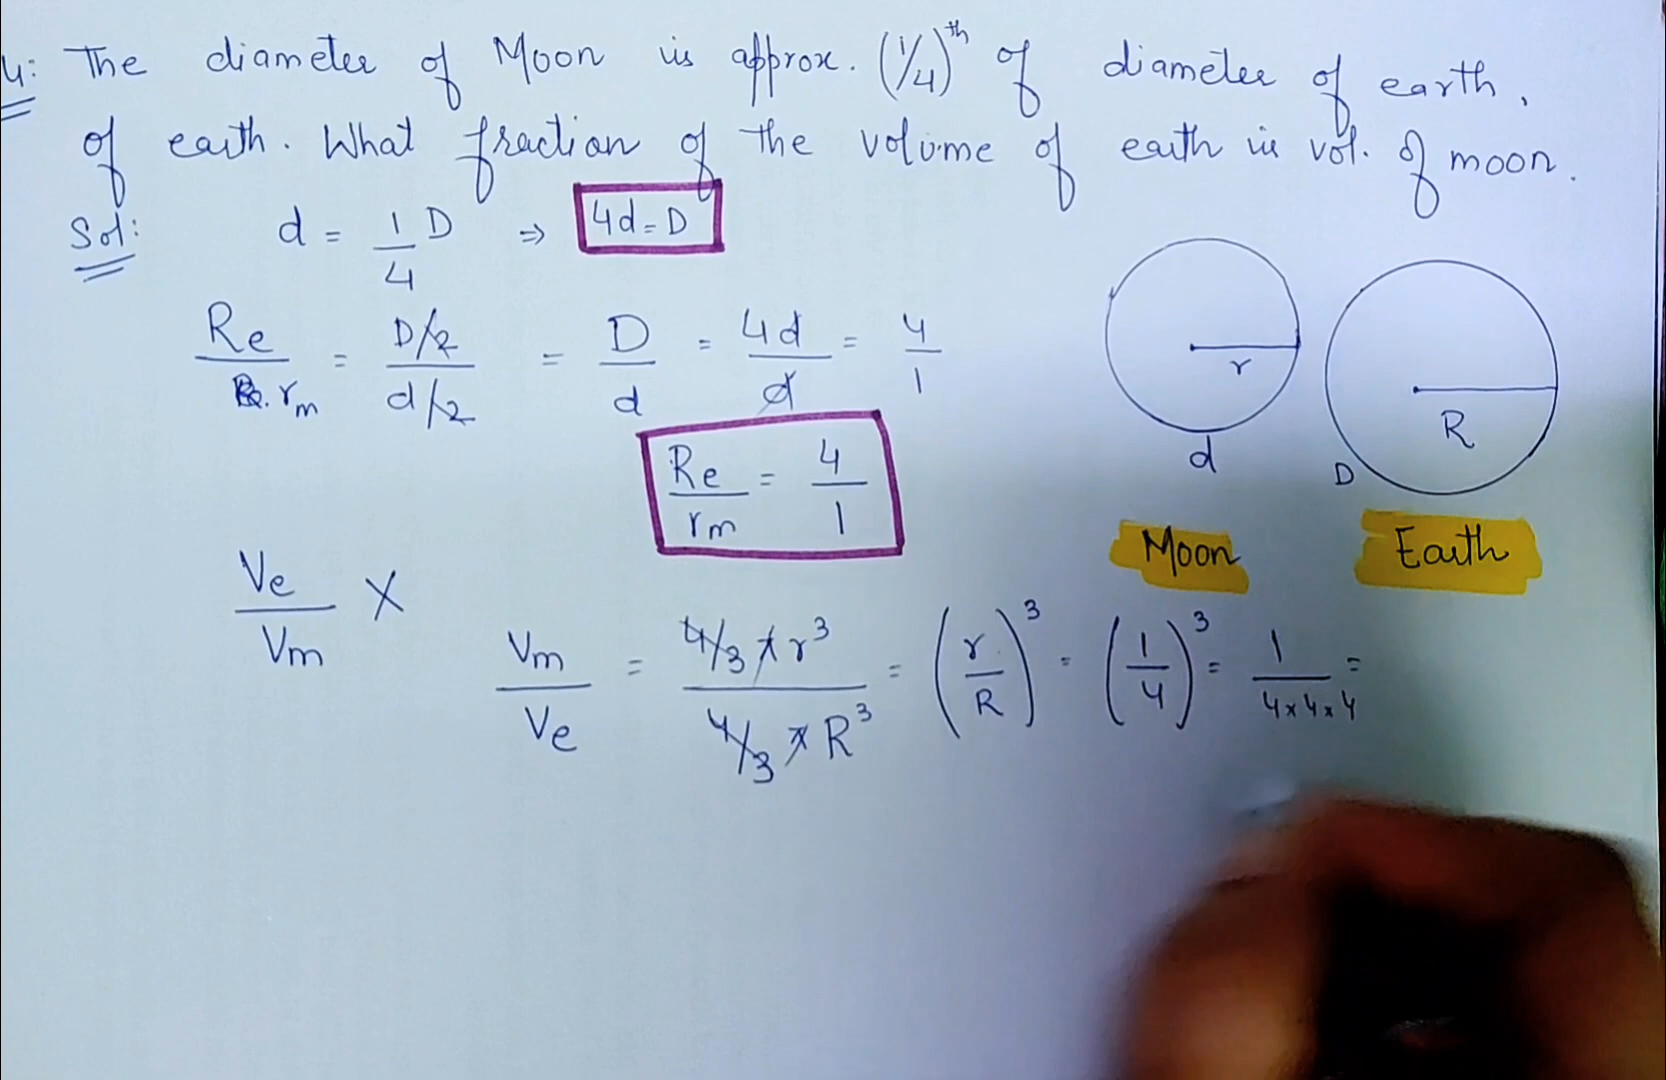 4: The diameter of Moon is approx. (1/4)th of diameter of earth,
of earth. What fraction of the volume of earth is vol. of moon.
Sol: d = 1/4 D ⇒ 4d = D
Re/rm = D/2 / d/2 = D/d = 4d/d = 4/1
r
R
d
D
Re/rm = 4/1
Moon Earth
Ve/Vm X
Vm/Ve = 4/3 π r³ / 4/3 π R³ = (r/R)³ = (1/4)³ = 1/4×4×4 =